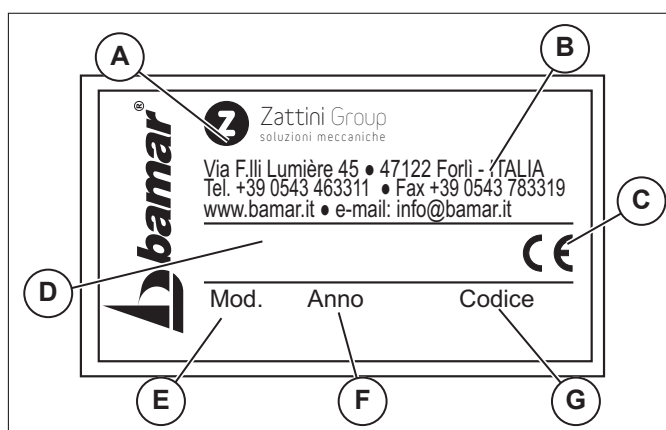 A
B
Zattini Group
soluzioni meccaniche
bamar®
Via F.lli Lumière 45 ● 47122 Forlì - ITALIA
Tel. +39 0543 463311 ● Fax +39 0543 783319
www.bamar.it ● e-mail: info@bamar.it
C
CE
D
Mod. Anno Codice
E
F
G